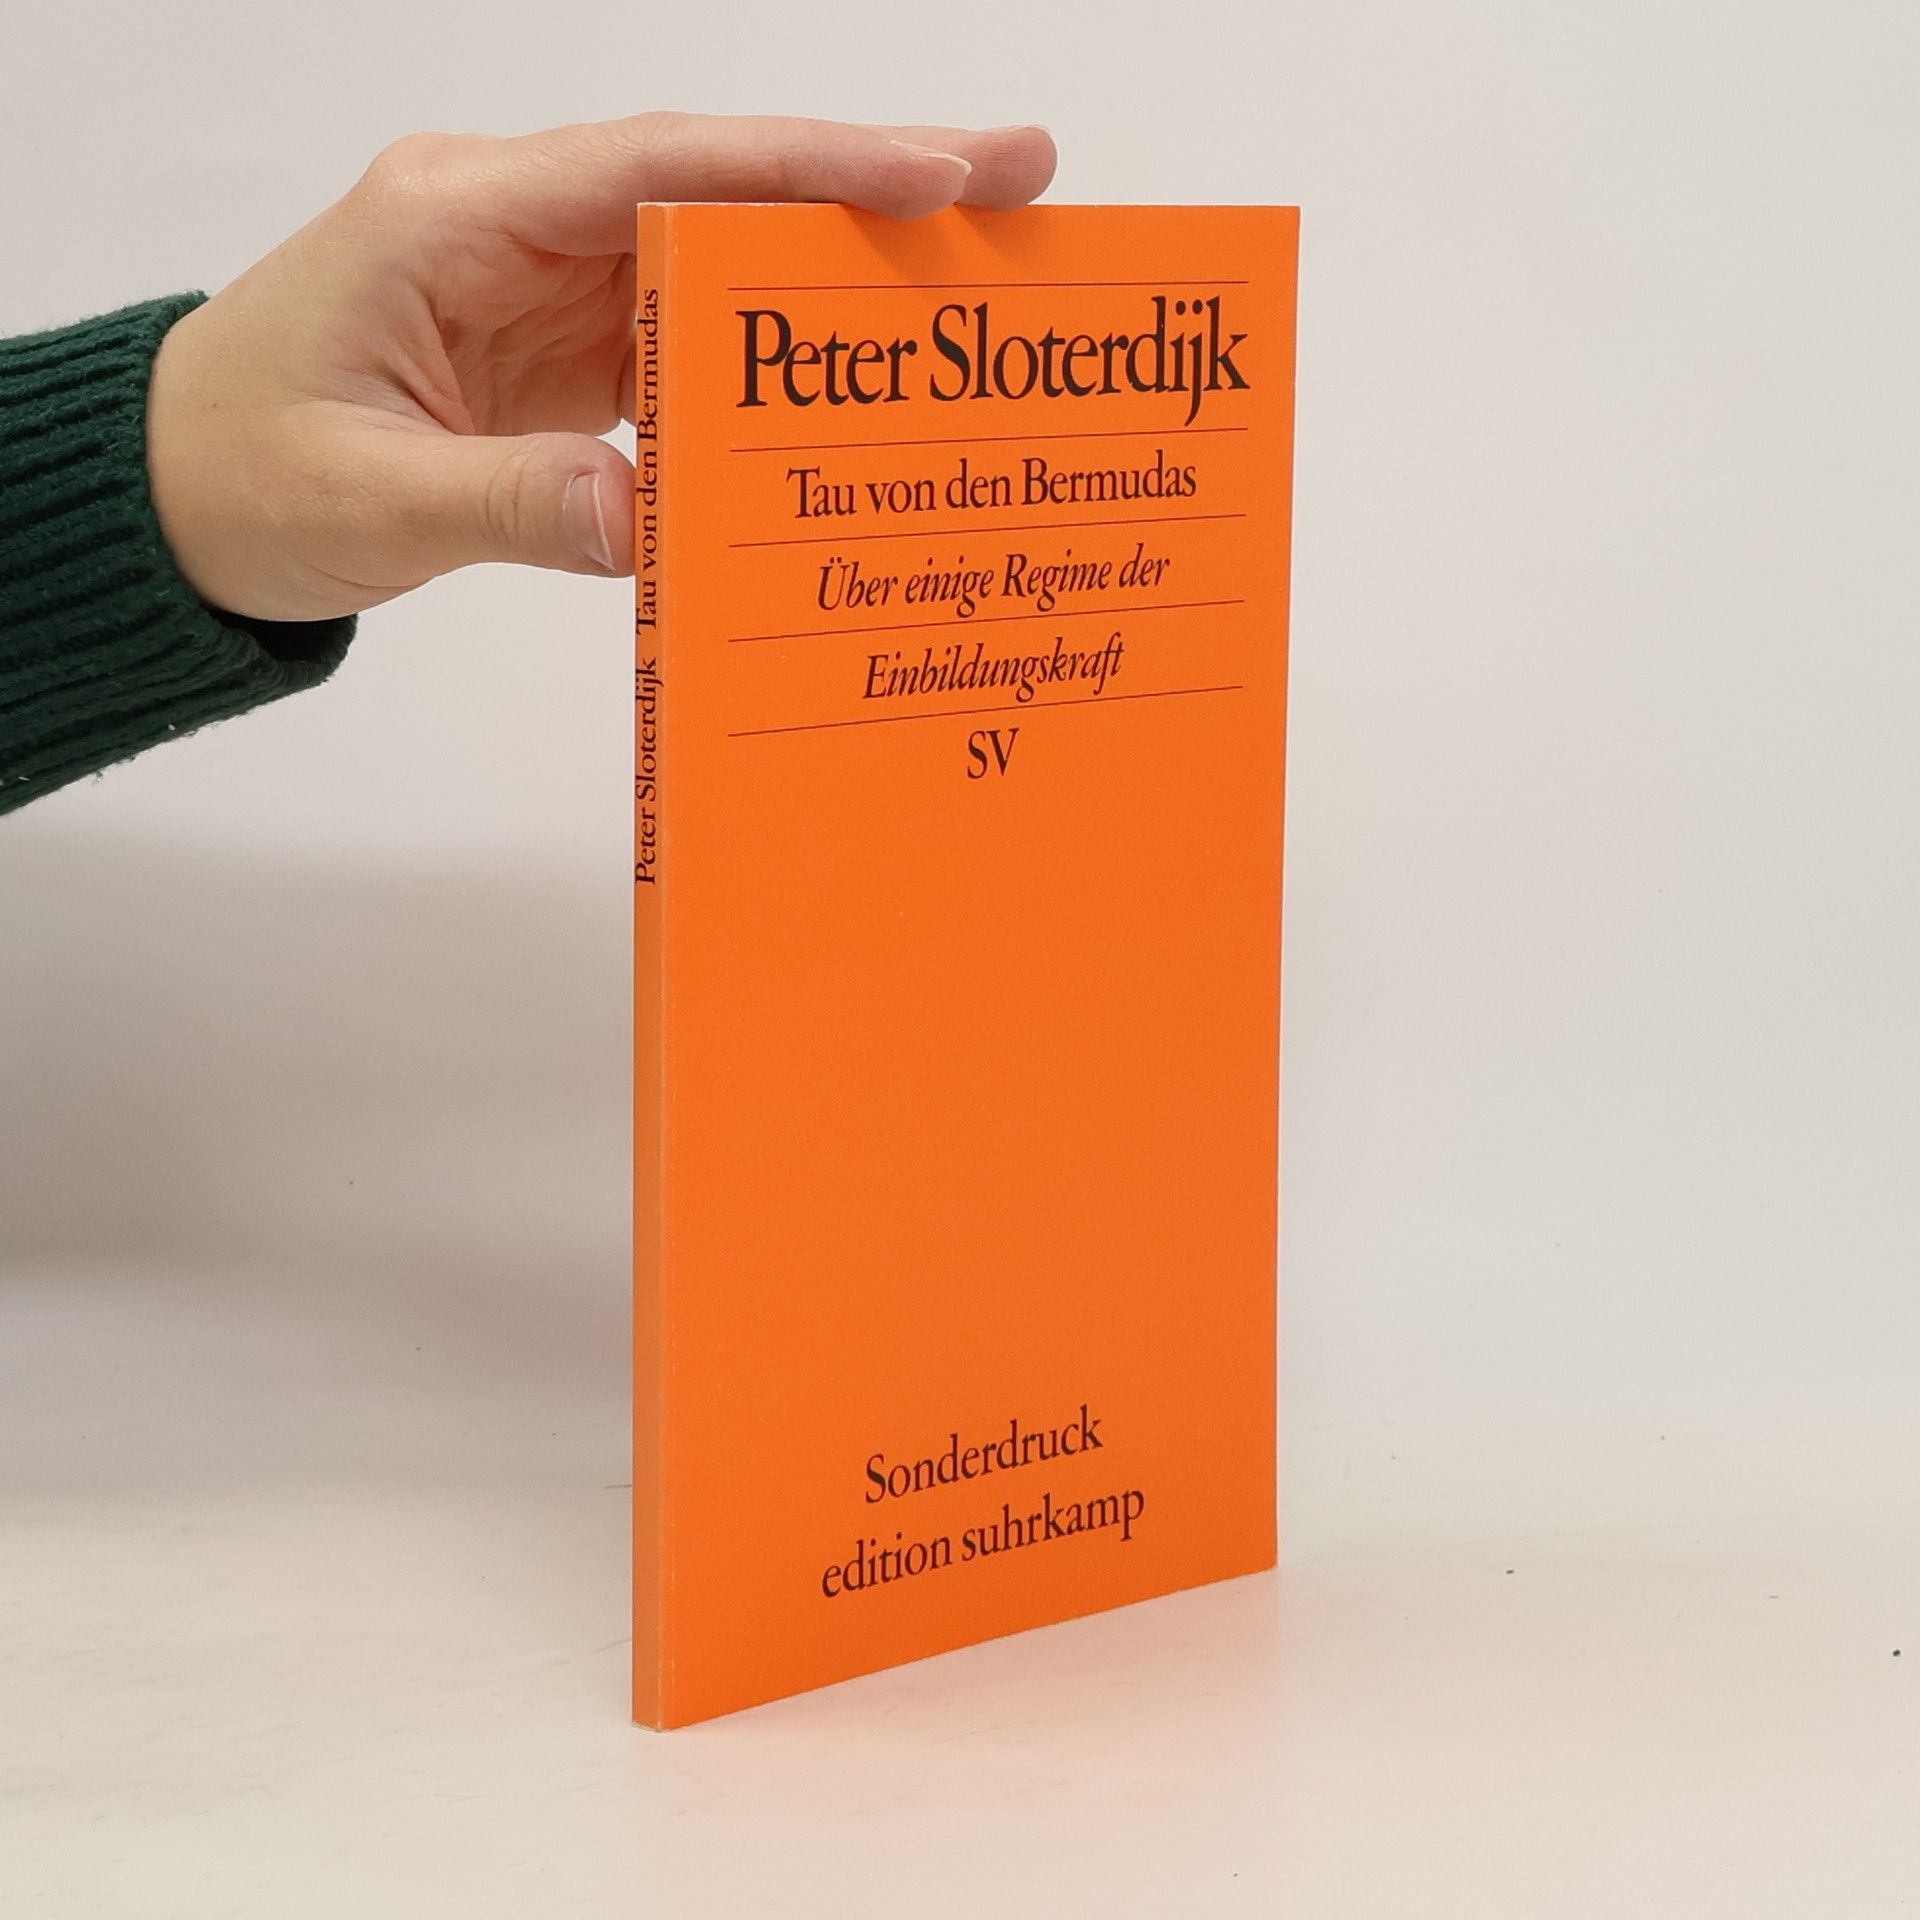 Peter Sloterdijk   Tau von den Bermudas
Peter Sloterdijk
Tau von den Bermudas
Über einige Regime der
Einbildungskraft
SV
Sonderdruck
edition suhrkamp